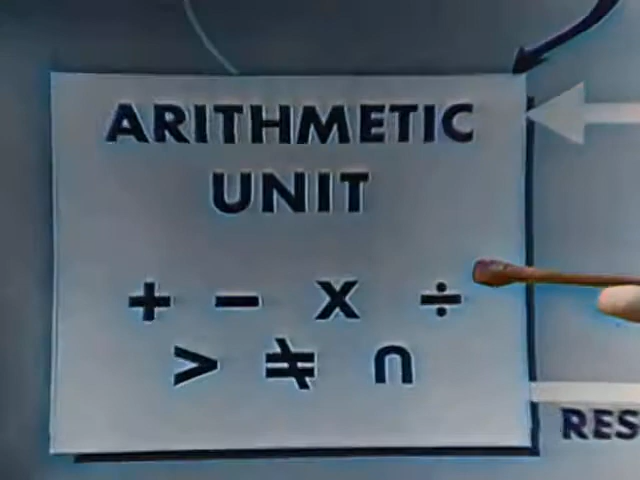 ARITHMETIC
UNIT
+ − x ÷
> ≠ ∩
RES